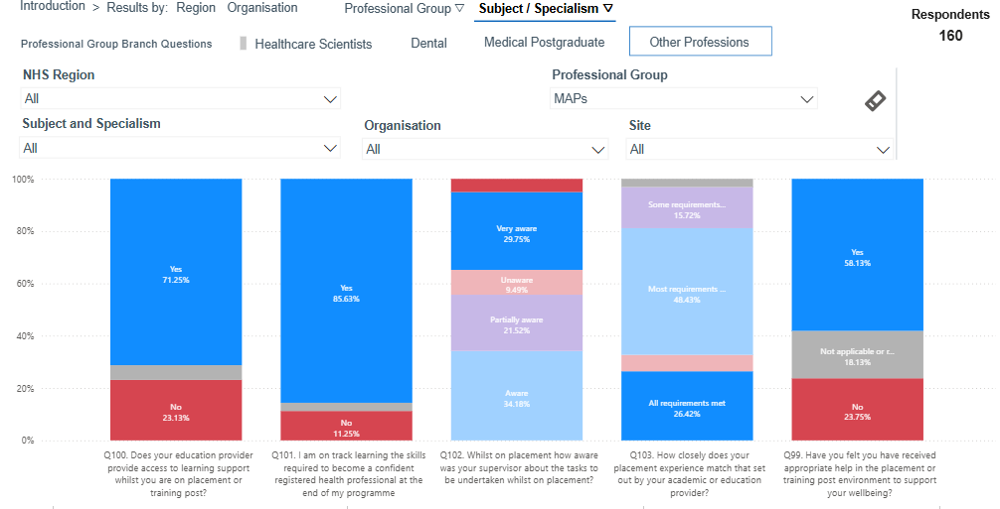 Introduction > Results by: Region Organisation Professional Group Subject / Specialism
Respondents
160
Professional Group Branch Questions Healthcare Scientists Dental Medical Postgraduate Other Professions
NHS Region
All
Professional Group
MAPs
Subject and Specialism
All
Organisation
All
Site
All
100%
80%
60%
40%
20%
0%
Yes
71.25%
No
23.13%
Yes
85.63%
No
11.25%
Very aware
29.75%
Unaware
9.49%
Partially aware
21.52%
Aware
34.18%
Some requirements...
15.72%
Most requirements ...
48.43%
All requirements met
26.42%
Yes
58.13%
Not applicable or r...
18.13%
No
23.75%
Q100. Does your education provider
provide access to learning support
whilst you are on placement or
training post?
Q101. I am on track learning the skills
required to become a confident
registered health professional at the
end of my programme
Q102. Whilst on placement how aware
was your supervisor about the tasks to
be undertaken whilst on placement?
Q103. How closely does your
placement experience match that set
out by your academic or education
provider?
Q99. Have you felt you have received
appropriate help in the placement or
training post environment to support
your wellbeing?